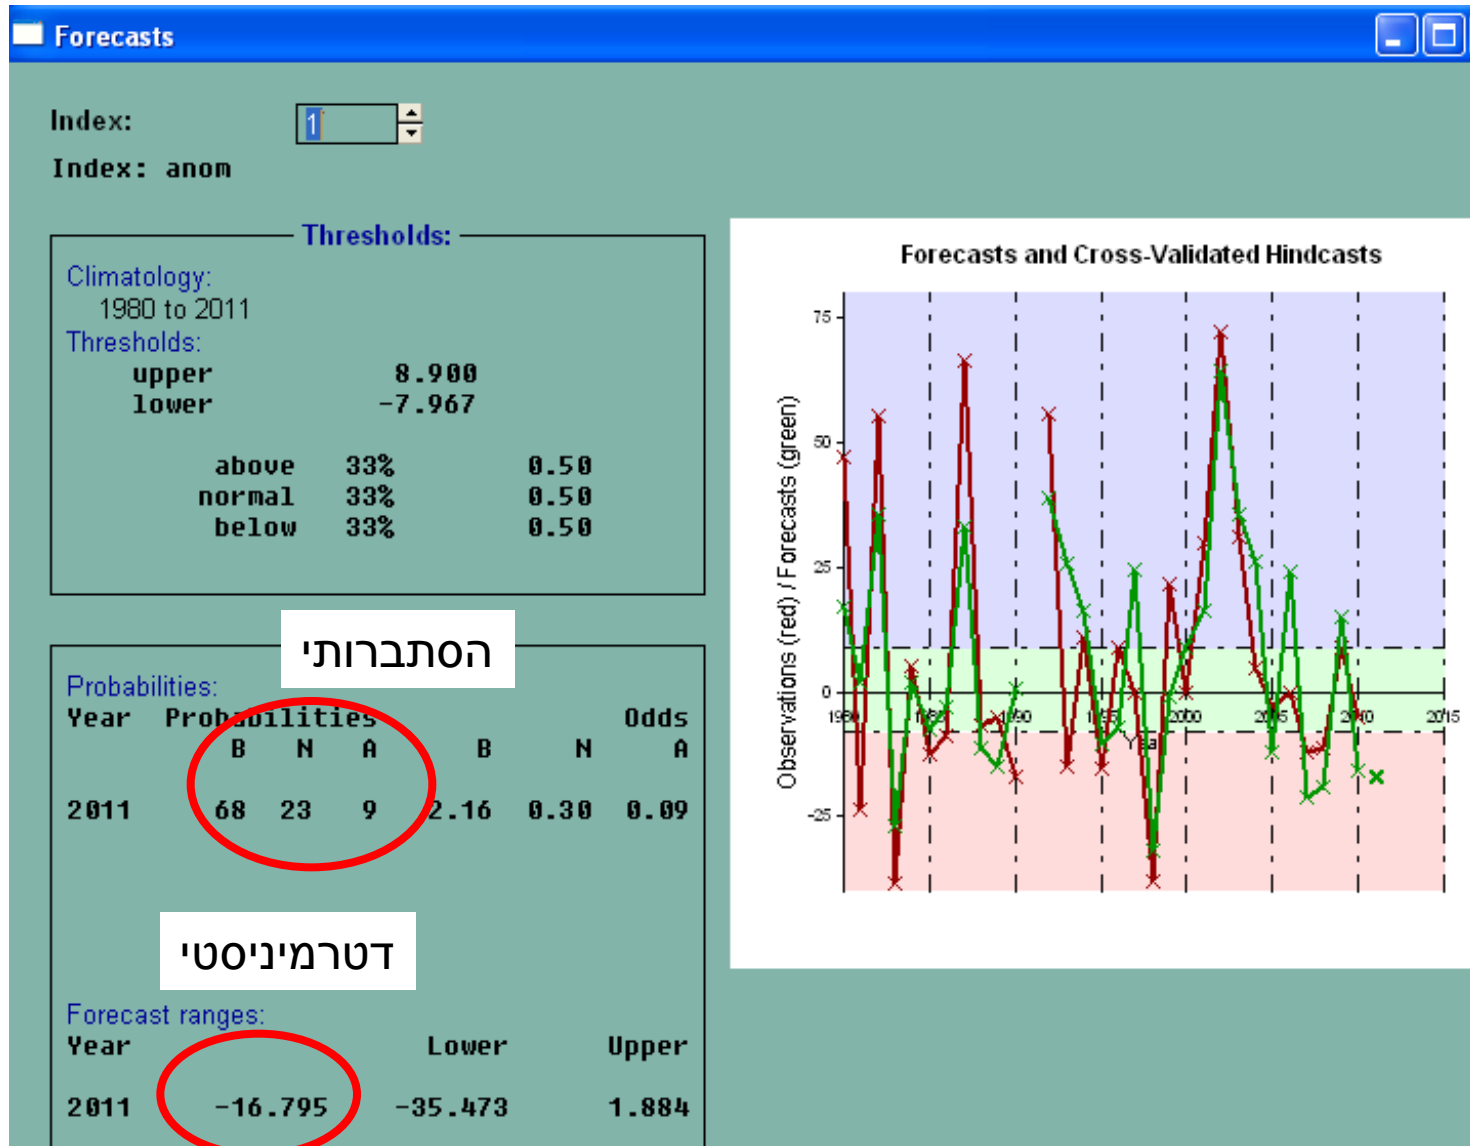 Forecasts
Index: 1
Index: anom
Thresholds:
Climatology:
1980 to 2011
Thresholds:
upper 8.900
lower -7.967
above 33% 0.50
normal 33% 0.50
below 33% 0.50
הסתברותי
Probabilities:
Year Probabilities Odds
B N A B N A
2011 68 23 9 2.16 0.30 0.09
דטרמיניסטי
Forecast ranges:
Year Lower Upper
2011 -16.795 -35.473 1.884
Forecasts and Cross-Validated Hindcasts
Observations (red) / Forecasts (green)
75
50
25
0
-25
1980 1985 1990 1995 2000 2005 2010 2015
Year